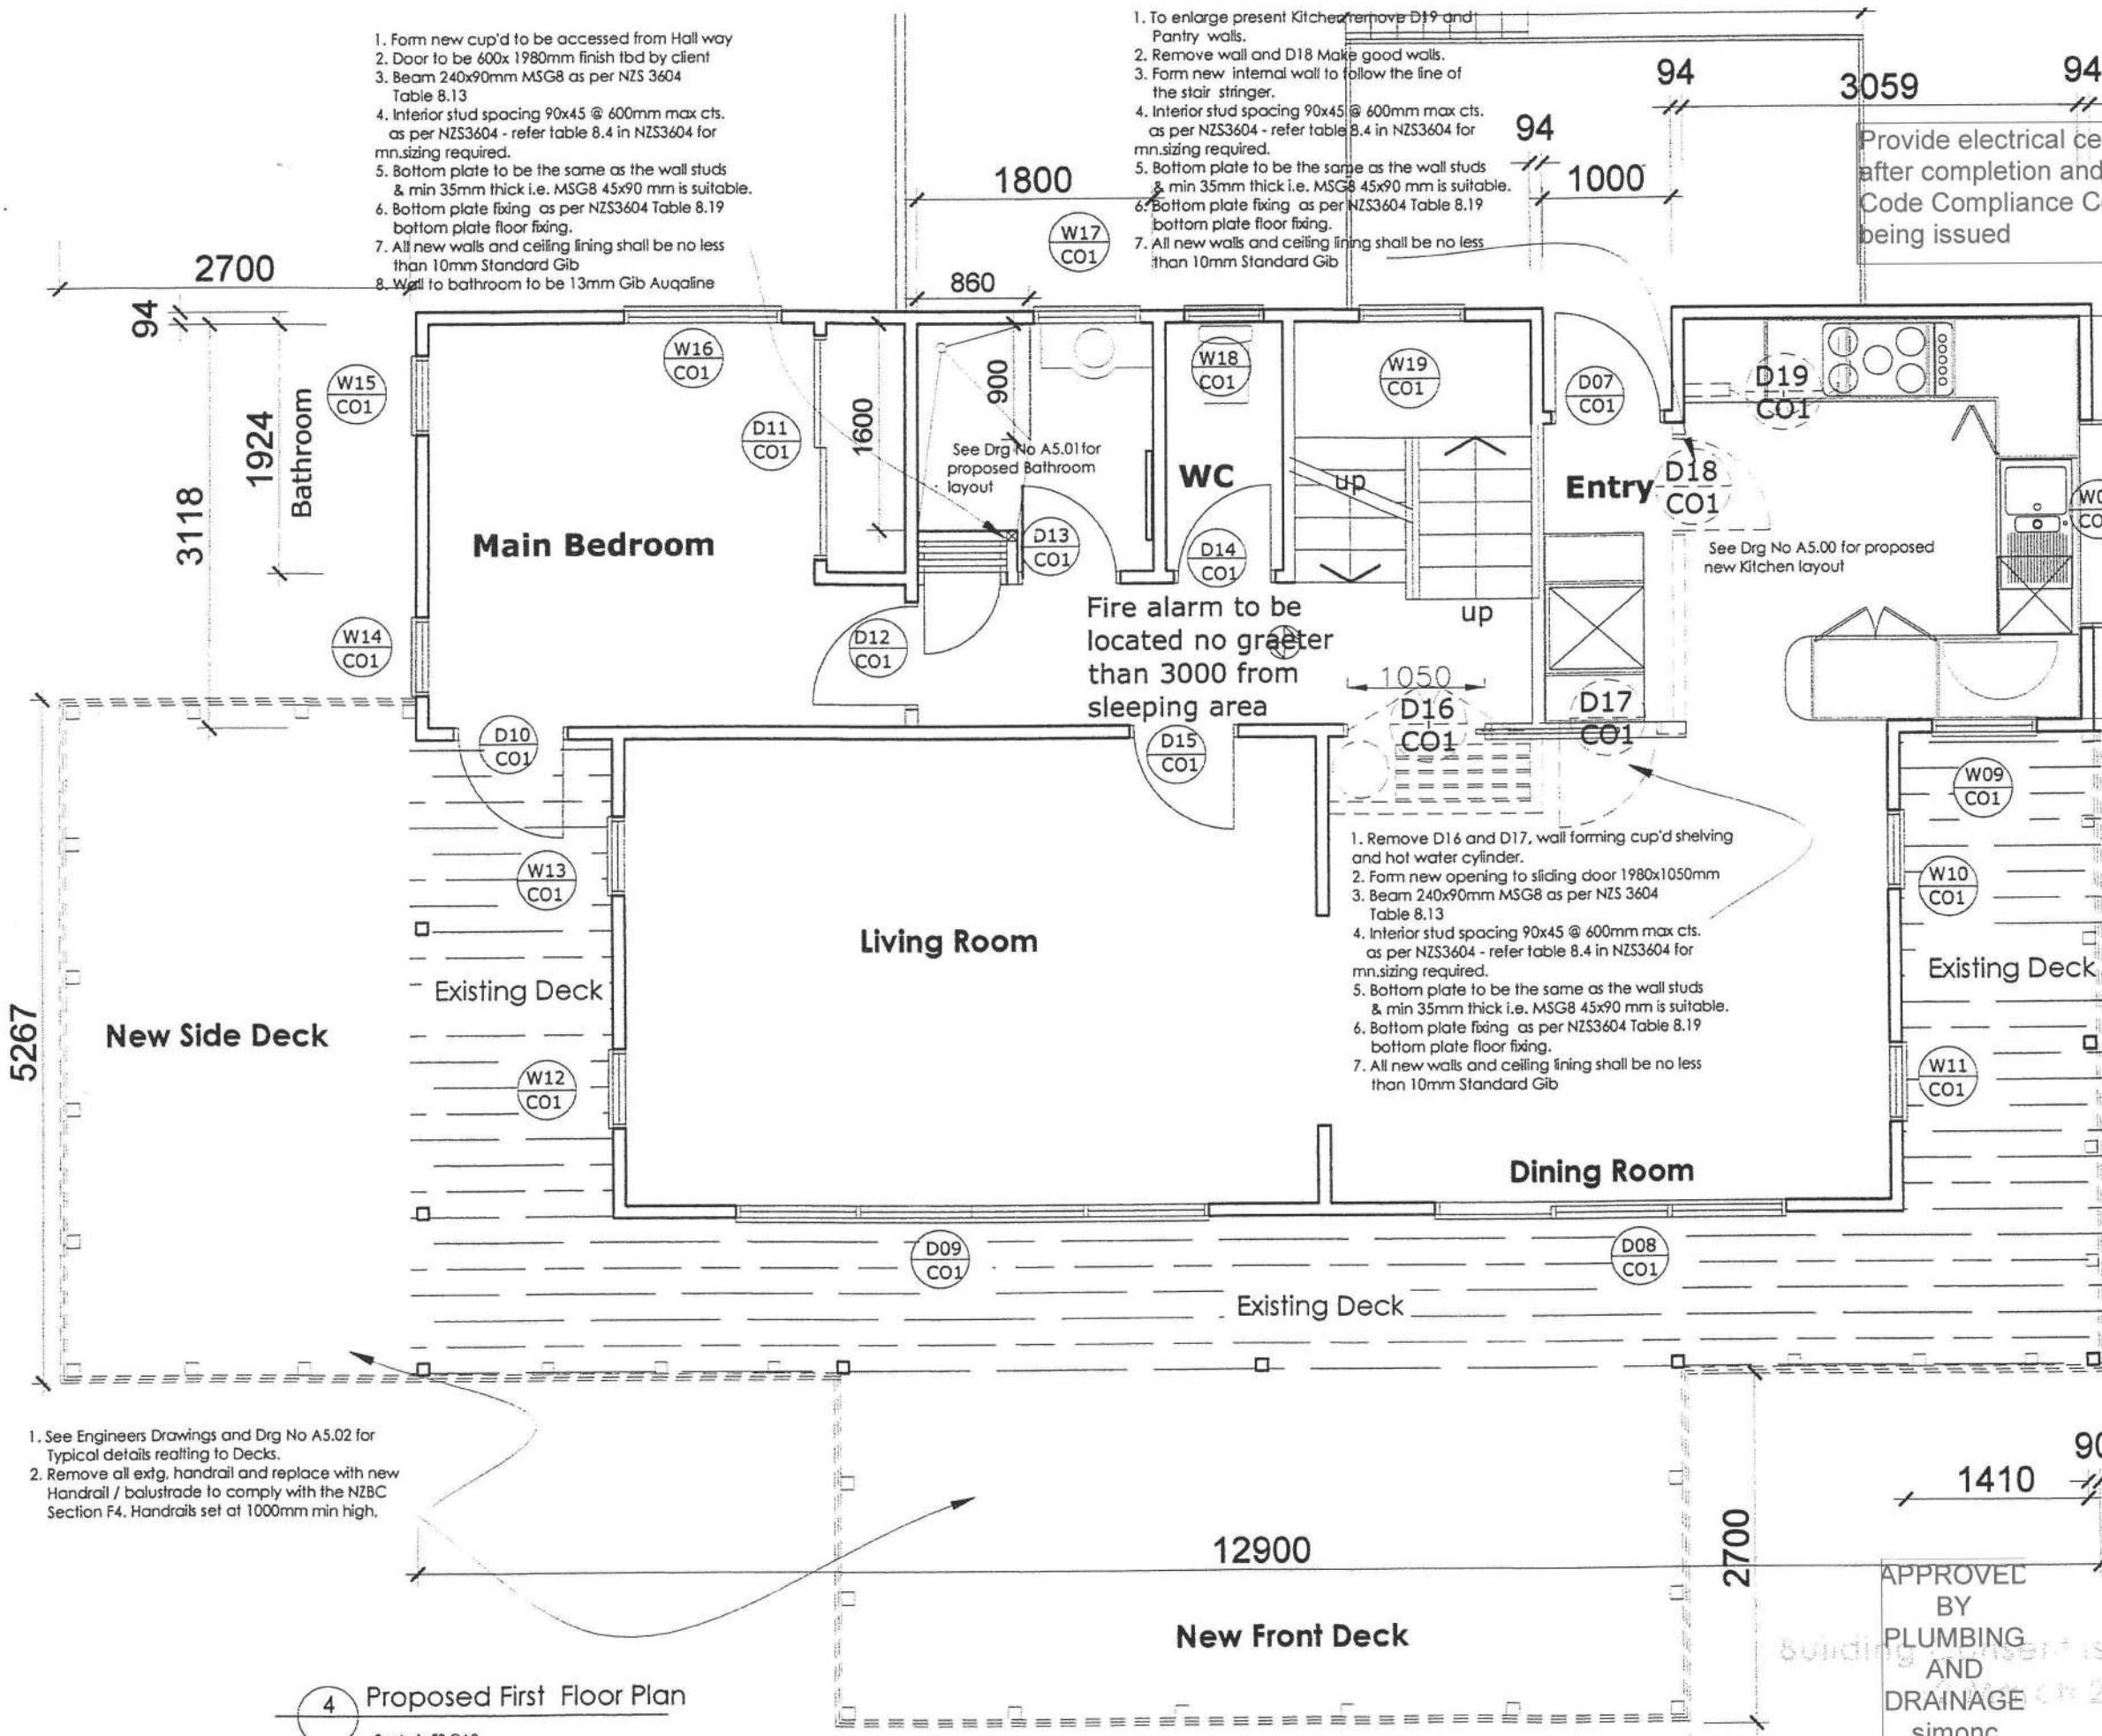 1. Form new cup'd to be accessed from Hall way
2. Door to be 600x 1980mm finish tbd by client
3. Beam 240x90mm MSG8 as per NZS 3604
Table 8.13
4. Interior stud spacing 90x45 @ 600mm max cts.
as per NZS3604 - refer table 8.4 in NZS3604 for
mn.sizing required.
5. Bottom plate to be the same as the wall studs
& min 35mm thick i.e. MSG8 45x90 mm is suitable.
6. Bottom plate fixing as per NZS3604 Table 8.19
bottom plate floor fixing.
7. All new walls and ceiling lining shall be no less
than 10mm Standard Gib
8. Wall to bathroom to be 13mm Gib Auqaline
1. To enlarge present Kitchen remove D19 and
Pantry walls.
2. Remove wall and D18 Make good walls.
3. Form new internal wall to follow the line of
the stair stringer.
4. Interior stud spacing 90x45 @ 600mm max cts.
as per NZS3604 - refer table 8.4 in NZS3604 for
mn.sizing required.
5. Bottom plate to be the same as the wall studs
& min 35mm thick i.e. MSG8 45x90 mm is suitable.
6. Bottom plate fixing as per NZS3604 Table 8.19
bottom plate floor fixing.
7. All new walls and ceiling lining shall be no less
than 10mm Standard Gib
94
3059
94
94
1000
1800
860
2700
94
Provide electrical ce
after completion and
Code Compliance C
being issued
W17
CO1
W15
CO1
W16
CO1
W18
CO1
W19
CO1
D07
CO1
D19
CO1
D11
CO1
1600
900
3118
1924
Bathroom
See Drg No A5.01for
proposed Bathroom
layout
WC
up
Entry
D18
CO1
W0
CO
Main Bedroom
D13
CO1
D14
CO1
See Drg No A5.00 for proposed
new Kitchen layout
up
W14
CO1
D12
CO1
Fire alarm to be
located no graeter
than 3000 from
sleeping area
1050
D16
CO1
D17
CO1
D10
CO1
D15
CO1
W09
CO1
W13
CO1
W10
CO1
1. Remove D16 and D17, wall forming cup'd shelving
and hot water cylinder.
2. Form new opening to sliding door 1980x1050mm
3. Beam 240x90mm MSG8 as per NZS 3604
Table 8.13
4. Interior stud spacing 90x45 @ 600mm max cts.
as per NZS3604 - refer table 8.4 in NZS3604 for
mn.sizing required.
5. Bottom plate to be the same as the wall studs
& min 35mm thick i.e. MSG8 45x90 mm is suitable.
6. Bottom plate fixing as per NZS3604 Table 8.19
bottom plate floor fixing.
7. All new walls and ceiling lining shall be no less
than 10mm Standard Gib
Living Room
Existing Deck
Existing Deck
5267
New Side Deck
W12
CO1
W11
CO1
Dining Room
D09
CO1
D08
CO1
Existing Deck
1. See Engineers Drawings and Drg No A5.02 for
Typical details realting to Decks.
2. Remove all extg. handrail and replace with new
Handrail / balustrade to comply with the NZBC
Section F4. Handrails set at 1000mm min high.
90
1410
12900
2700
New Front Deck
APPROVED
BY
PLUMBING
AND
DRAINAGE
simonc
Building
4
Proposed First Floor Plan